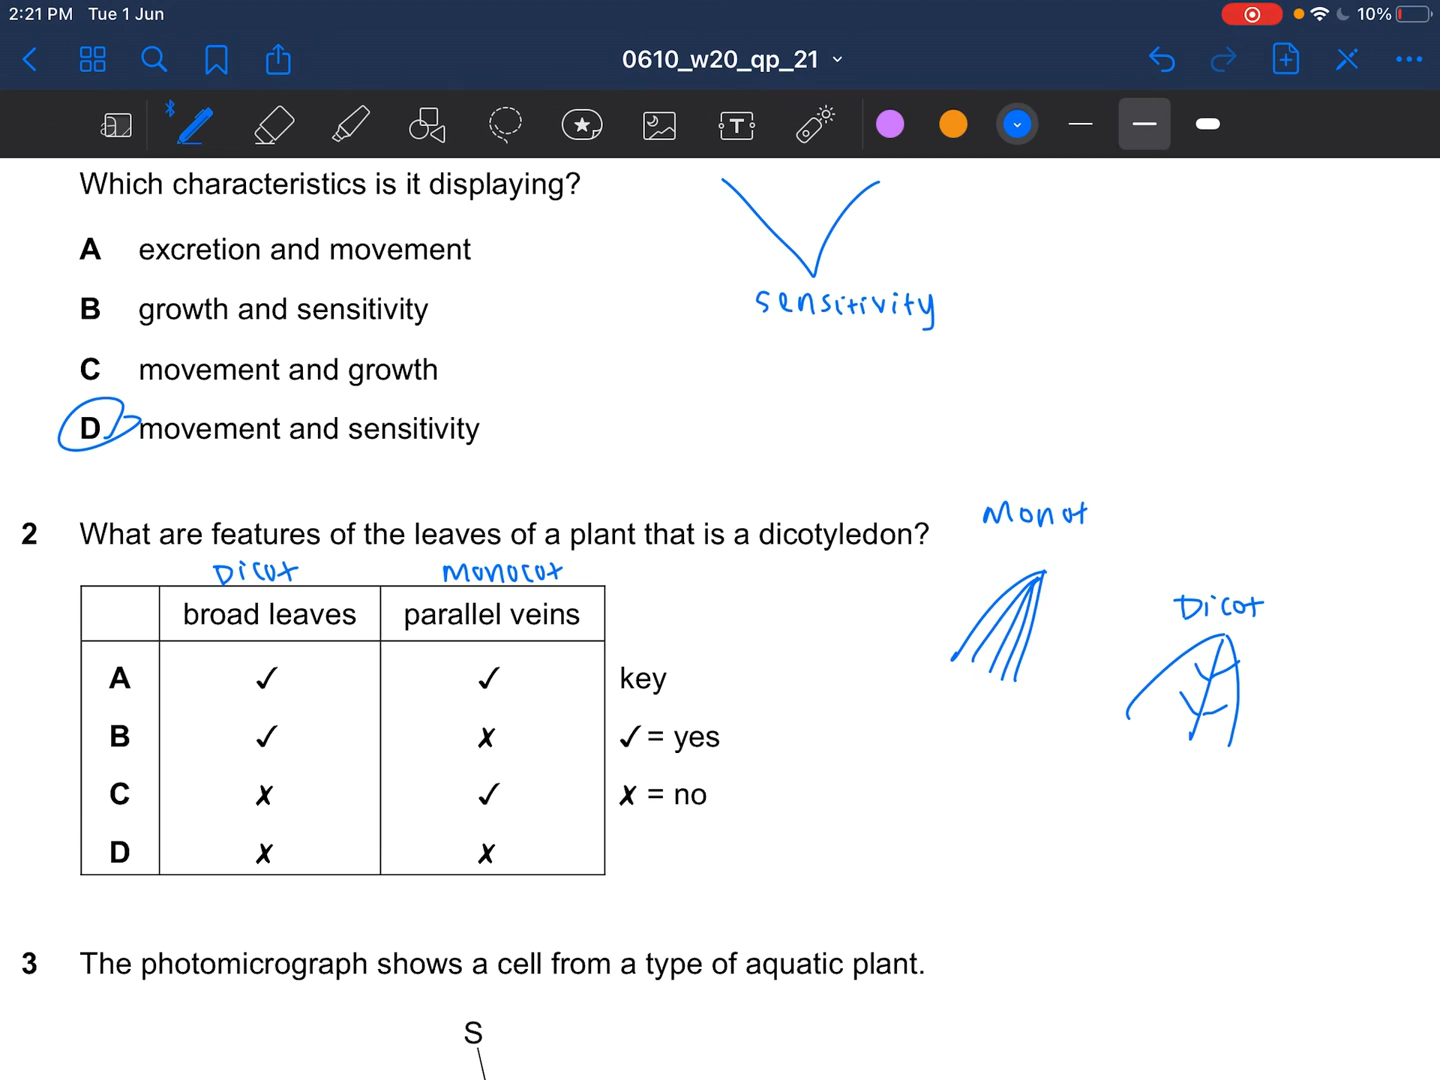 2:21 PM Tue 1 Jun 10%
0610_w20_qp_21
T
Which characteristics is it displaying?
A excretion and movement
B growth and sensitivity
sensitivity
C movement and growth
D movement and sensitivity
Monot
2 What are features of the leaves of a plant that is a dicotyledon?
Dicot Monocot
broad leaves parallel veins
Dicot
A ✓ ✓ key
B ✓ ✗ ✓ = yes
C ✗ ✓ ✗ = no
D ✗ ✗
3 The photomicrograph shows a cell from a type of aquatic plant.
S